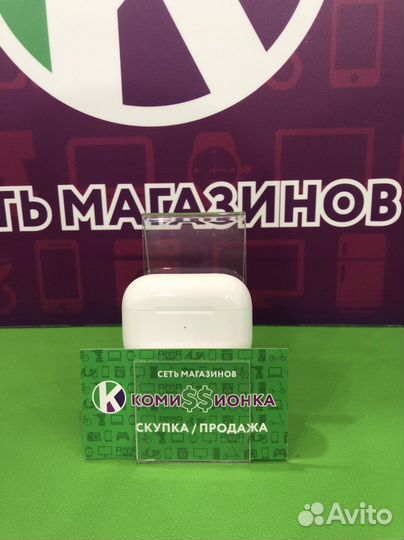 К
ТЬ МАГАЗИНОВ
СЕТЬ МАГАЗИНОВ
К КОМИ$$ИОНКА
СКУПКА / ПРОДАЖА
Avito